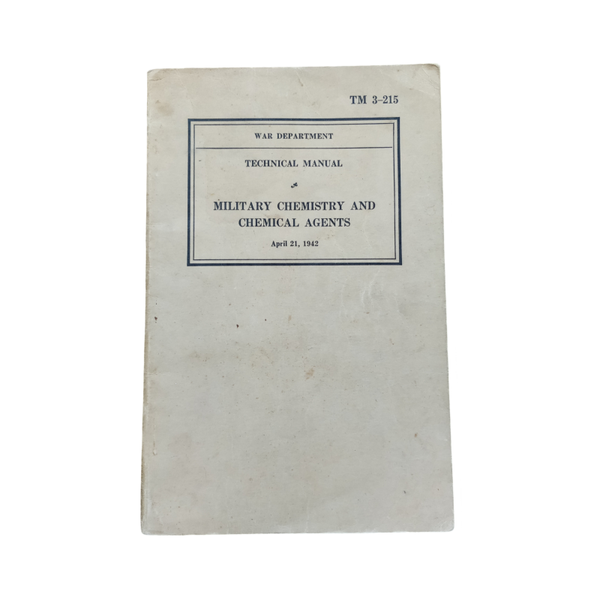 TM 3-215
WAR DEPARTMENT
TECHNICAL MANUAL
MILITARY CHEMISTRY AND
CHEMICAL AGENTS
April 21, 1942